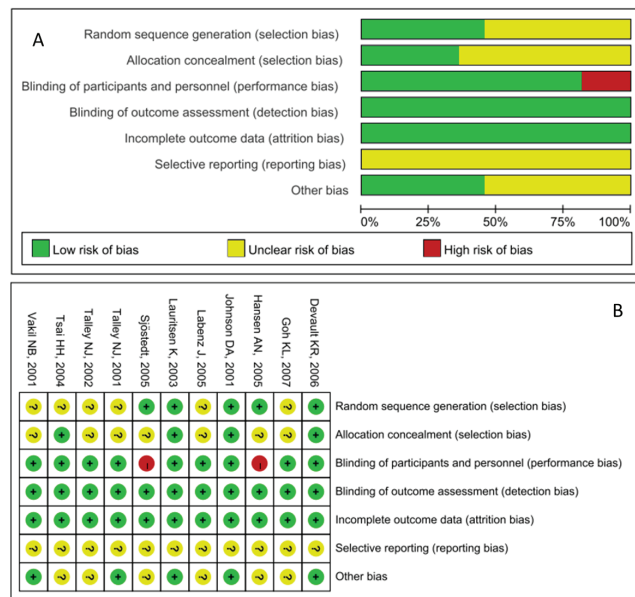 A
Random sequence generation (selection bias)
Allocation concealment (selection bias)
Blinding of participants and personnel (performance bias)
Blinding of outcome assessment (detection bias)
Incomplete outcome data (attrition bias)
Selective reporting (reporting bias)
Other bias
0% 25% 50% 75% 100%
Low risk of bias Unclear risk of bias High risk of bias
B
Vakil NB, 2001
Tsai HH, 2004
Talley NJ, 2002
Talley NJ, 2001
Sjöstedt, 2005
Lauritsen K, 2003
Labenz J, 2005
Johnson DA, 2001
Hansen AN, 2005
Goh KL, 2007
Devault KR, 2006
? ? ? ? + + ? + + ? + Random sequence generation (selection bias)
? + ? ? ? + ? + ? ? + Allocation concealment (selection bias)
+ + + + – + + + – + + Blinding of participants and personnel (performance bias)
+ + + + + + + + + + + Blinding of outcome assessment (detection bias)
+ + + + + + + + + + + Incomplete outcome data (attrition bias)
? ? ? ? ? ? ? ? ? ? ? Selective reporting (reporting bias)
+ ? ? + ? + ? + ? ? + Other bias